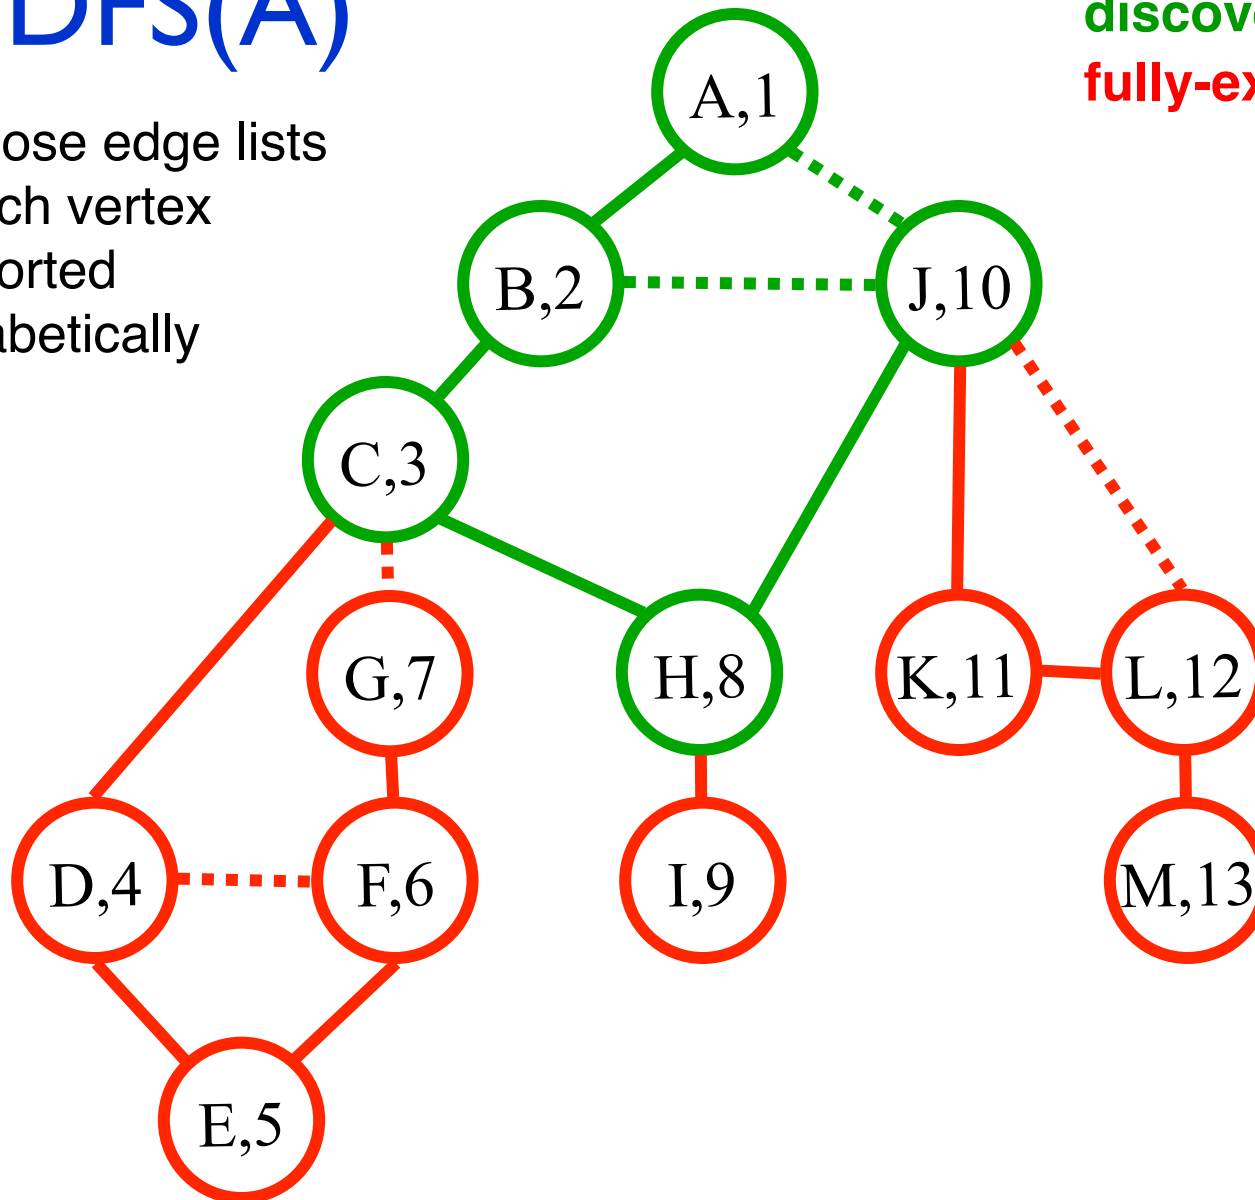 DFS(A)
discov
fully-ex
ose edge lists
ch vertex
orted
abetically
A,1
B,2
J,10
C,3
G,7
H,8
K,11
L,12
D,4
F,6
I,9
M,13
E,5